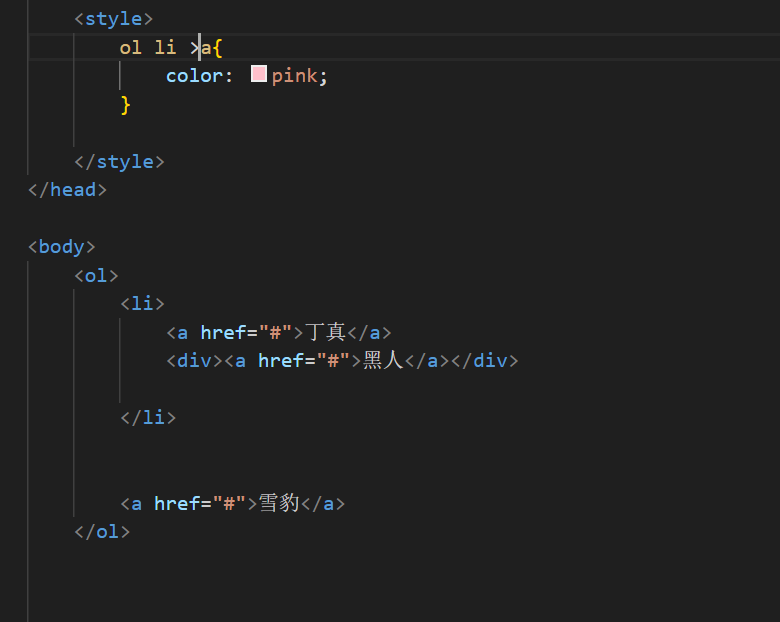 <style>
ol li >a{
color: pink;
}
</style>
</head>
<body>
<ol>
<li>
<a href="#">丁真</a>
<div><a href="#">黑人</a></div>
</li>
<a href="#">雪豹</a>
</ol>